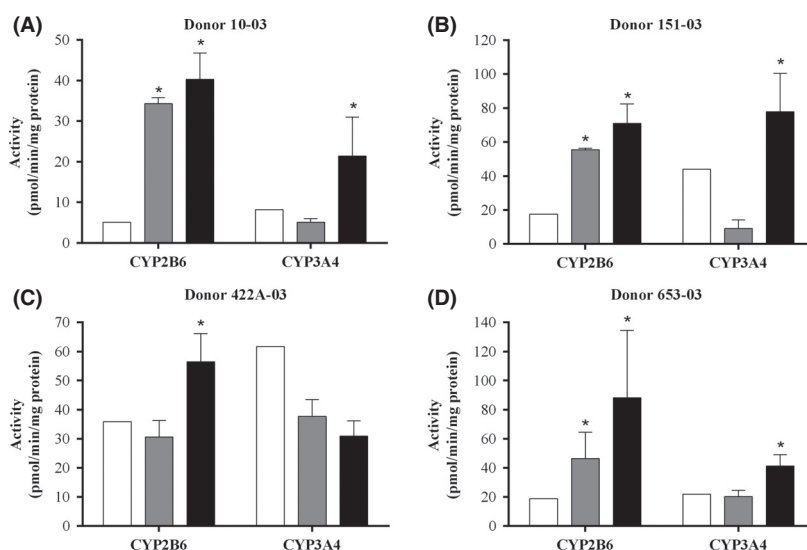 (A)
Donor 10-03
Activity
(pmol/min/mg protein)
50
40
30
20
10
0
* * *
CYP2B6 CYP3A4
(B)
Donor 151-03
Activity
(pmol/min/mg protein)
120
100
80
60
40
20
0
* * *
CYP2B6 CYP3A4
(C)
Donor 422A-03
Activity
(pmol/min/mg protein)
70
60
50
40
30
20
10
0
*
CYP2B6 CYP3A4
(D)
Donor 653-03
Activity
(pmol/min/mg protein)
140
120
100
80
60
40
20
0
* * *
CYP2B6 CYP3A4